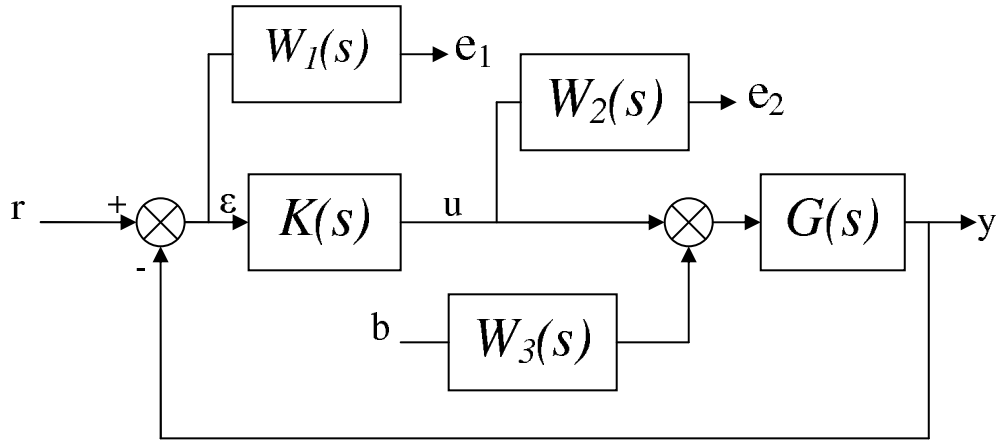 W₁(s)
e₁
W₂(s)
e₂
r
+
ε
K(s)
u
G(s)
y
-
b
W₃(s)